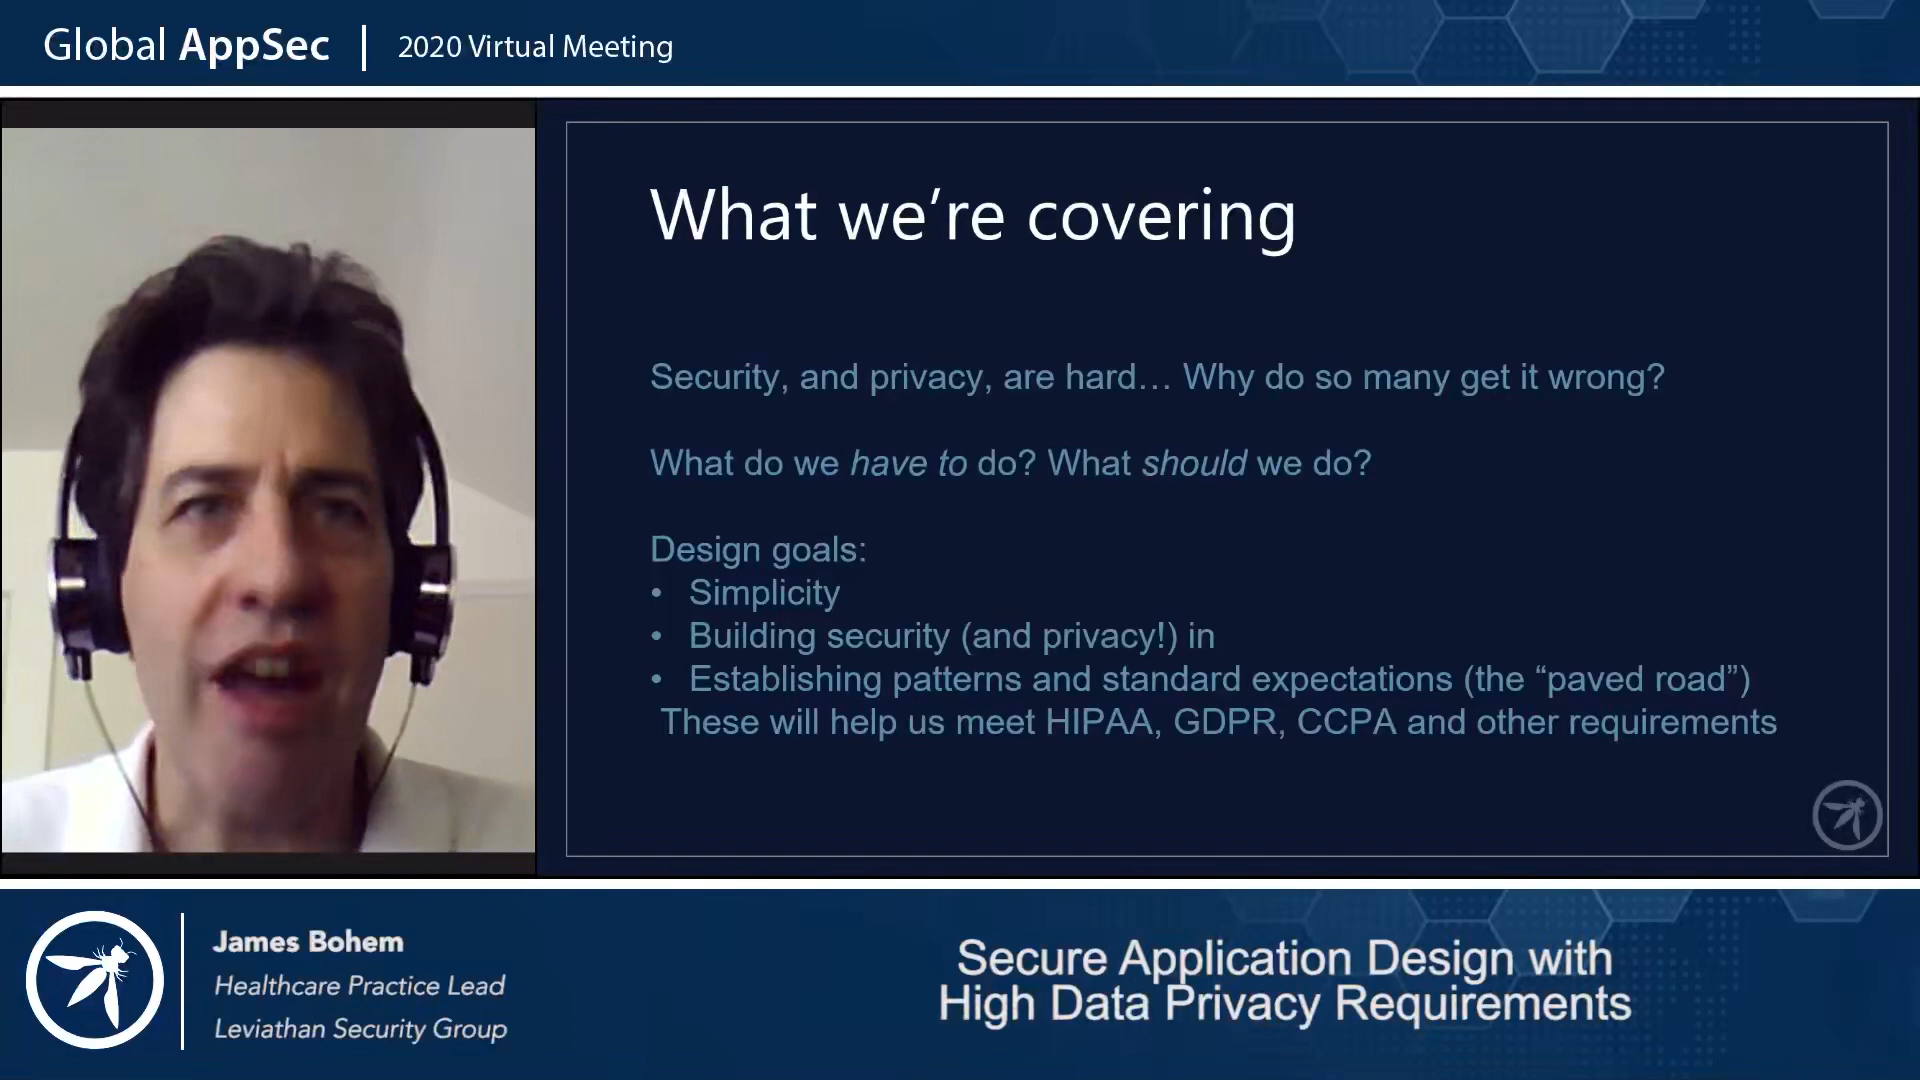 Global AppSec | 2020 Virtual Meeting
What we're covering
Security, and privacy, are hard… Why do so many get it wrong?
What do we have to do? What should we do?
Design goals:
• Simplicity
• Building security (and privacy!) in
• Establishing patterns and standard expectations (the “paved road”)
These will help us meet HIPAA, GDPR, CCPA and other requirements
James Bohem
Healthcare Practice Lead
Leviathan Security Group
Secure Application Design with
High Data Privacy Requirements